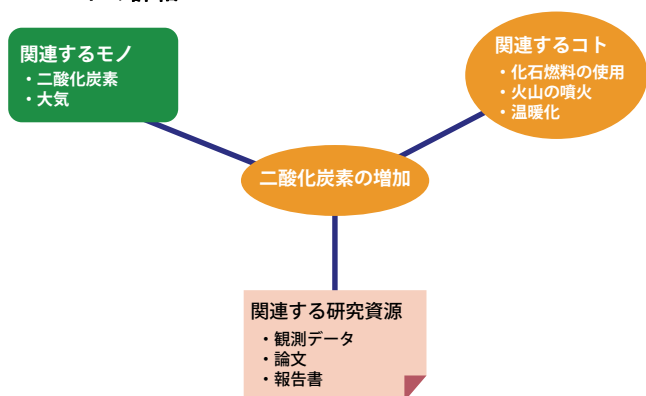 関連するモノ
・二酸化炭素
・大気
関連するコト
・化石燃料の使用
・火山の噴火
・温暖化
二酸化炭素の増加
関連する研究資源
・観測データ
・論文
・報告書